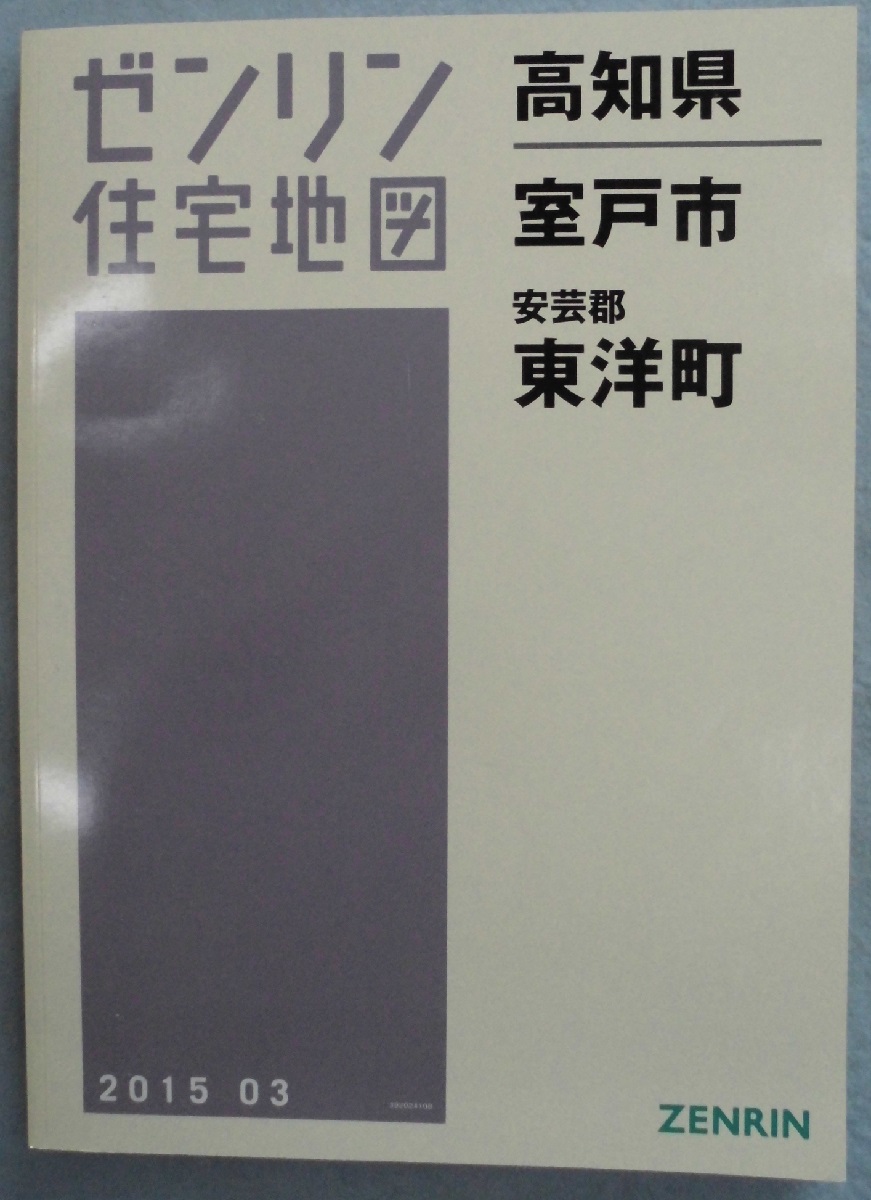 ゼンリン
住宅地図
高知県
室戸市
安芸郡
東洋町
2015 03
ZENRIN